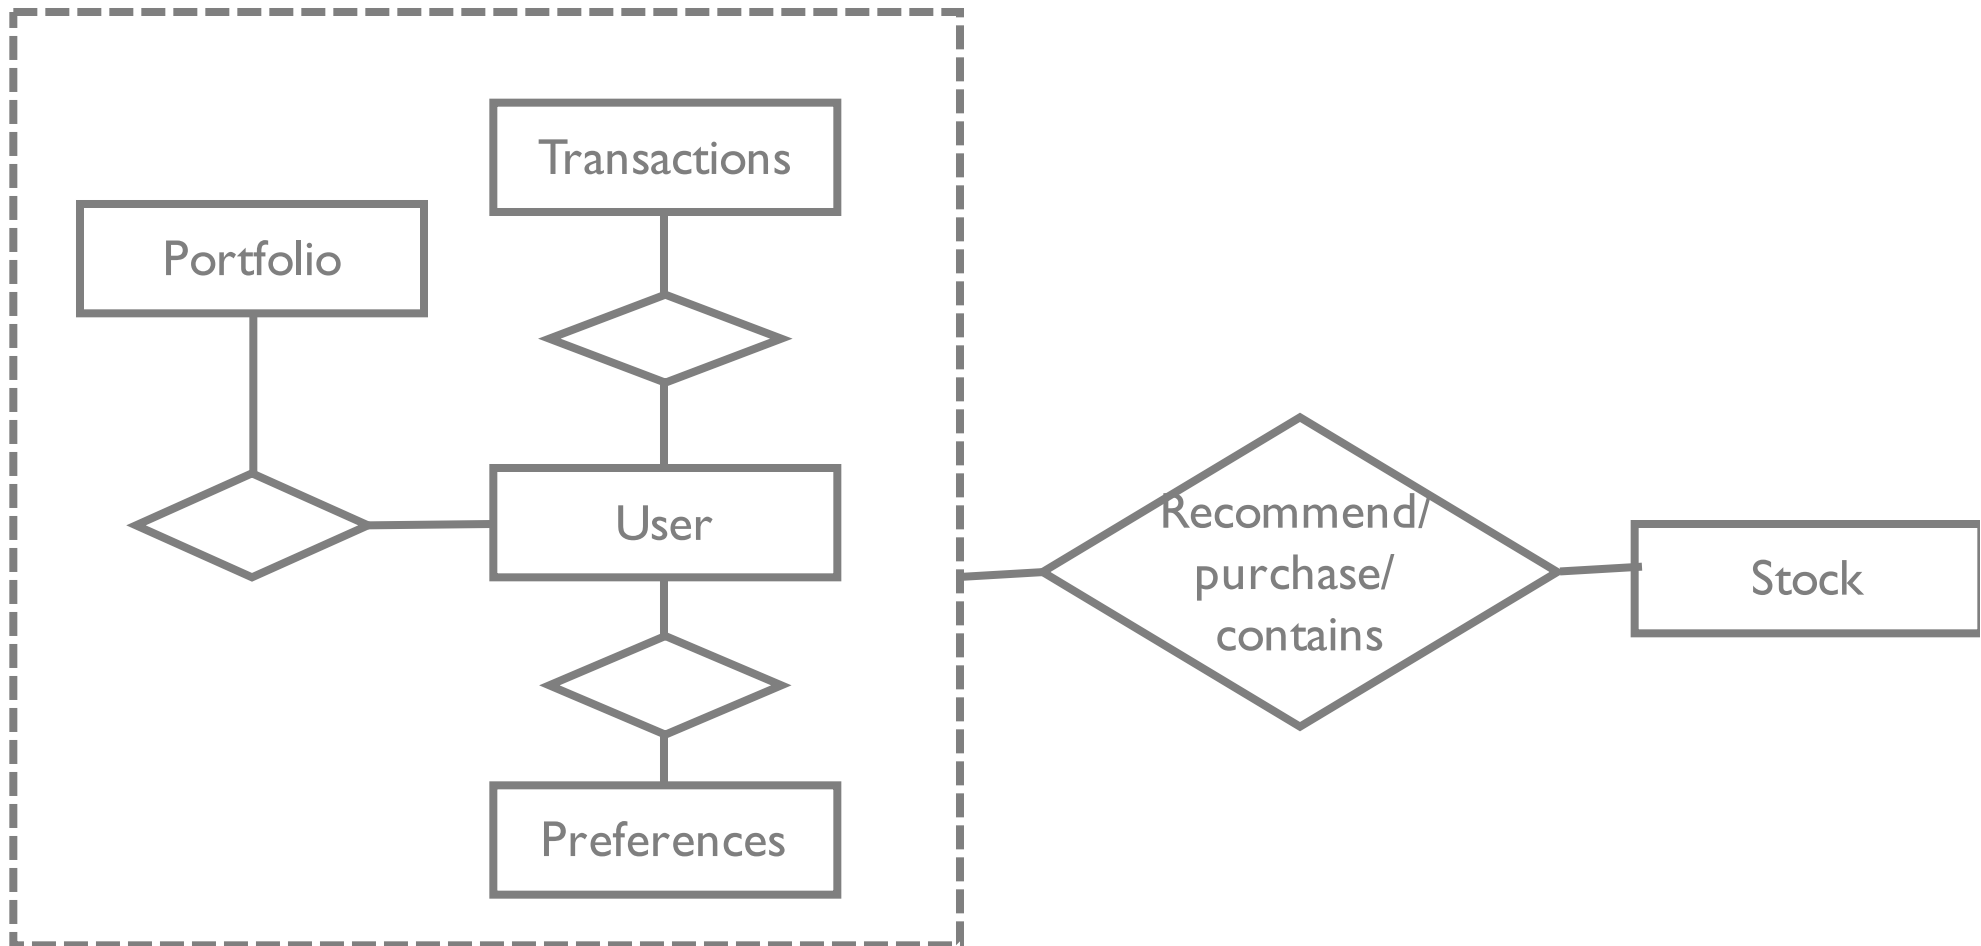 Transactions
Portfolio
User
Recommend/
purchase/
contains
Stock
Preferences